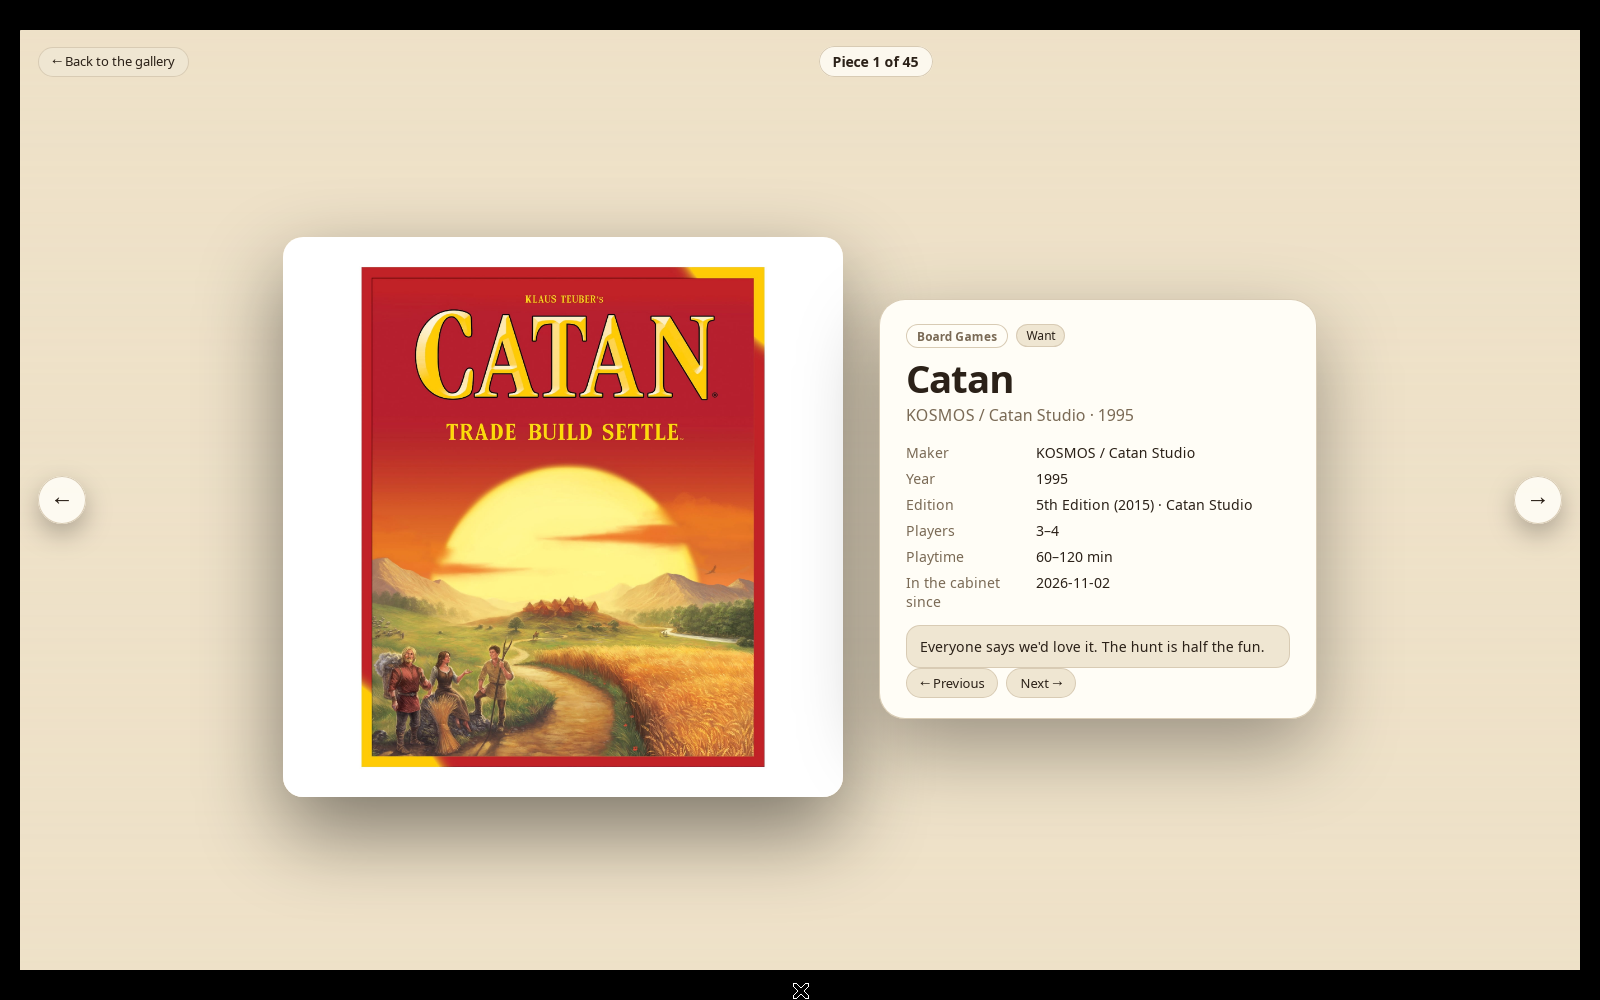 ← Back to the gallery
Piece 1 of 45
KLAUS TEUBER'S
CATAN
TRADE BUILD SETTLE
←
→
Board Games
Want
Catan
KOSMOS / Catan Studio · 1995
Maker KOSMOS / Catan Studio
Year 1995
Edition 5th Edition (2015) · Catan Studio
Players 3–4
Playtime 60–120 min
In the cabinet since 2026-11-02
Everyone says we'd love it. The hunt is half the fun.
← Previous
Next →